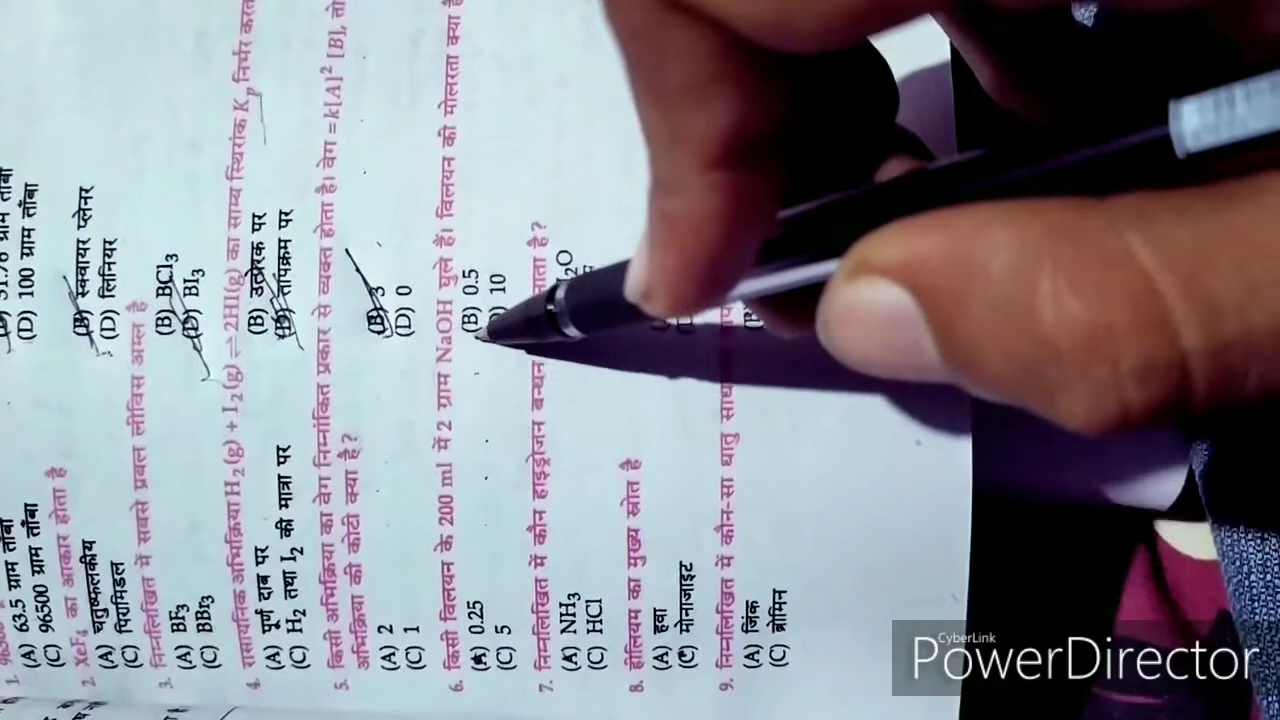 1.
(A) 63.5 ग्राम ताँबा
(C) 96500 ग्राम ताँबा (D) 100 ग्राम ताँबा
2. XeF4 का आकार होता है
(A) चतुष्फलकीय (B) स्क्वायर प्लेनर
(C) पिरामिडल (D) लिनियर
3. निम्नलिखित में सबसे प्रबल लीविस अम्ल है
(A) BF3 (B) BCl3
(C) BBr3 (D) BI3
4. रासायनिक अभिक्रिया H2(g) + I2(g) ⇌ 2HI(g) का साम्य स्थिरांक Kp निर्भर करत
(A) पूर्ण दाब पर (B) उत्प्रेरक पर
(C) H2 तथा I2 की मात्रा पर (D) तापक्रम पर
5. किसी अभिक्रिया का वेग निम्नांकित प्रकार से व्यक्त होता है। वेग = k[A]2 [B], तो
अभिक्रिया की कोटी क्या है?
(A) 2 (B) 3
(C) 1 (D) 0
6. किसी विलयन के 200 ml में 2 ग्राम NaOH घुले हैं। विलयन की मोलरता क्या है
(A) 0.25 (B) 0.5
(C) 5 10
7. निम्नलिखित में कौन हाइड्रोजन बन्धन ?
(A) NH3
(C) HCl
8. हीलियम का मुख्य स्रोत है
(A) हवा
(C) मोनाजाइट
9. निम्नलिखित में कौन-सा धातु
(A) जिंक
(C) ब्रोमिन
CyberLink
PowerDirector